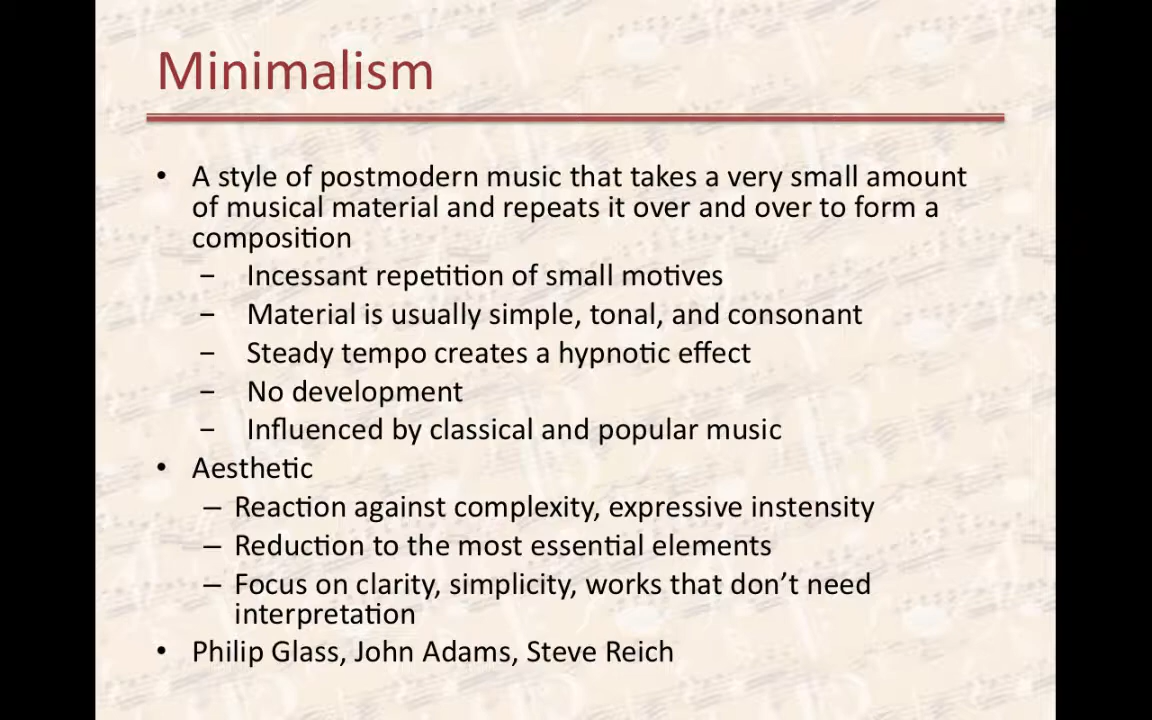 Minimalism
• A style of postmodern music that takes a very small amount
of musical material and repeats it over and over to form a
composition
– Incessant repetition of small motives
– Material is usually simple, tonal, and consonant
– Steady tempo creates a hypnotic effect
– No development
– Influenced by classical and popular music
• Aesthetic
– Reaction against complexity, expressive instensity
– Reduction to the most essential elements
– Focus on clarity, simplicity, works that don’t need
interpretation
• Philip Glass, John Adams, Steve Reich